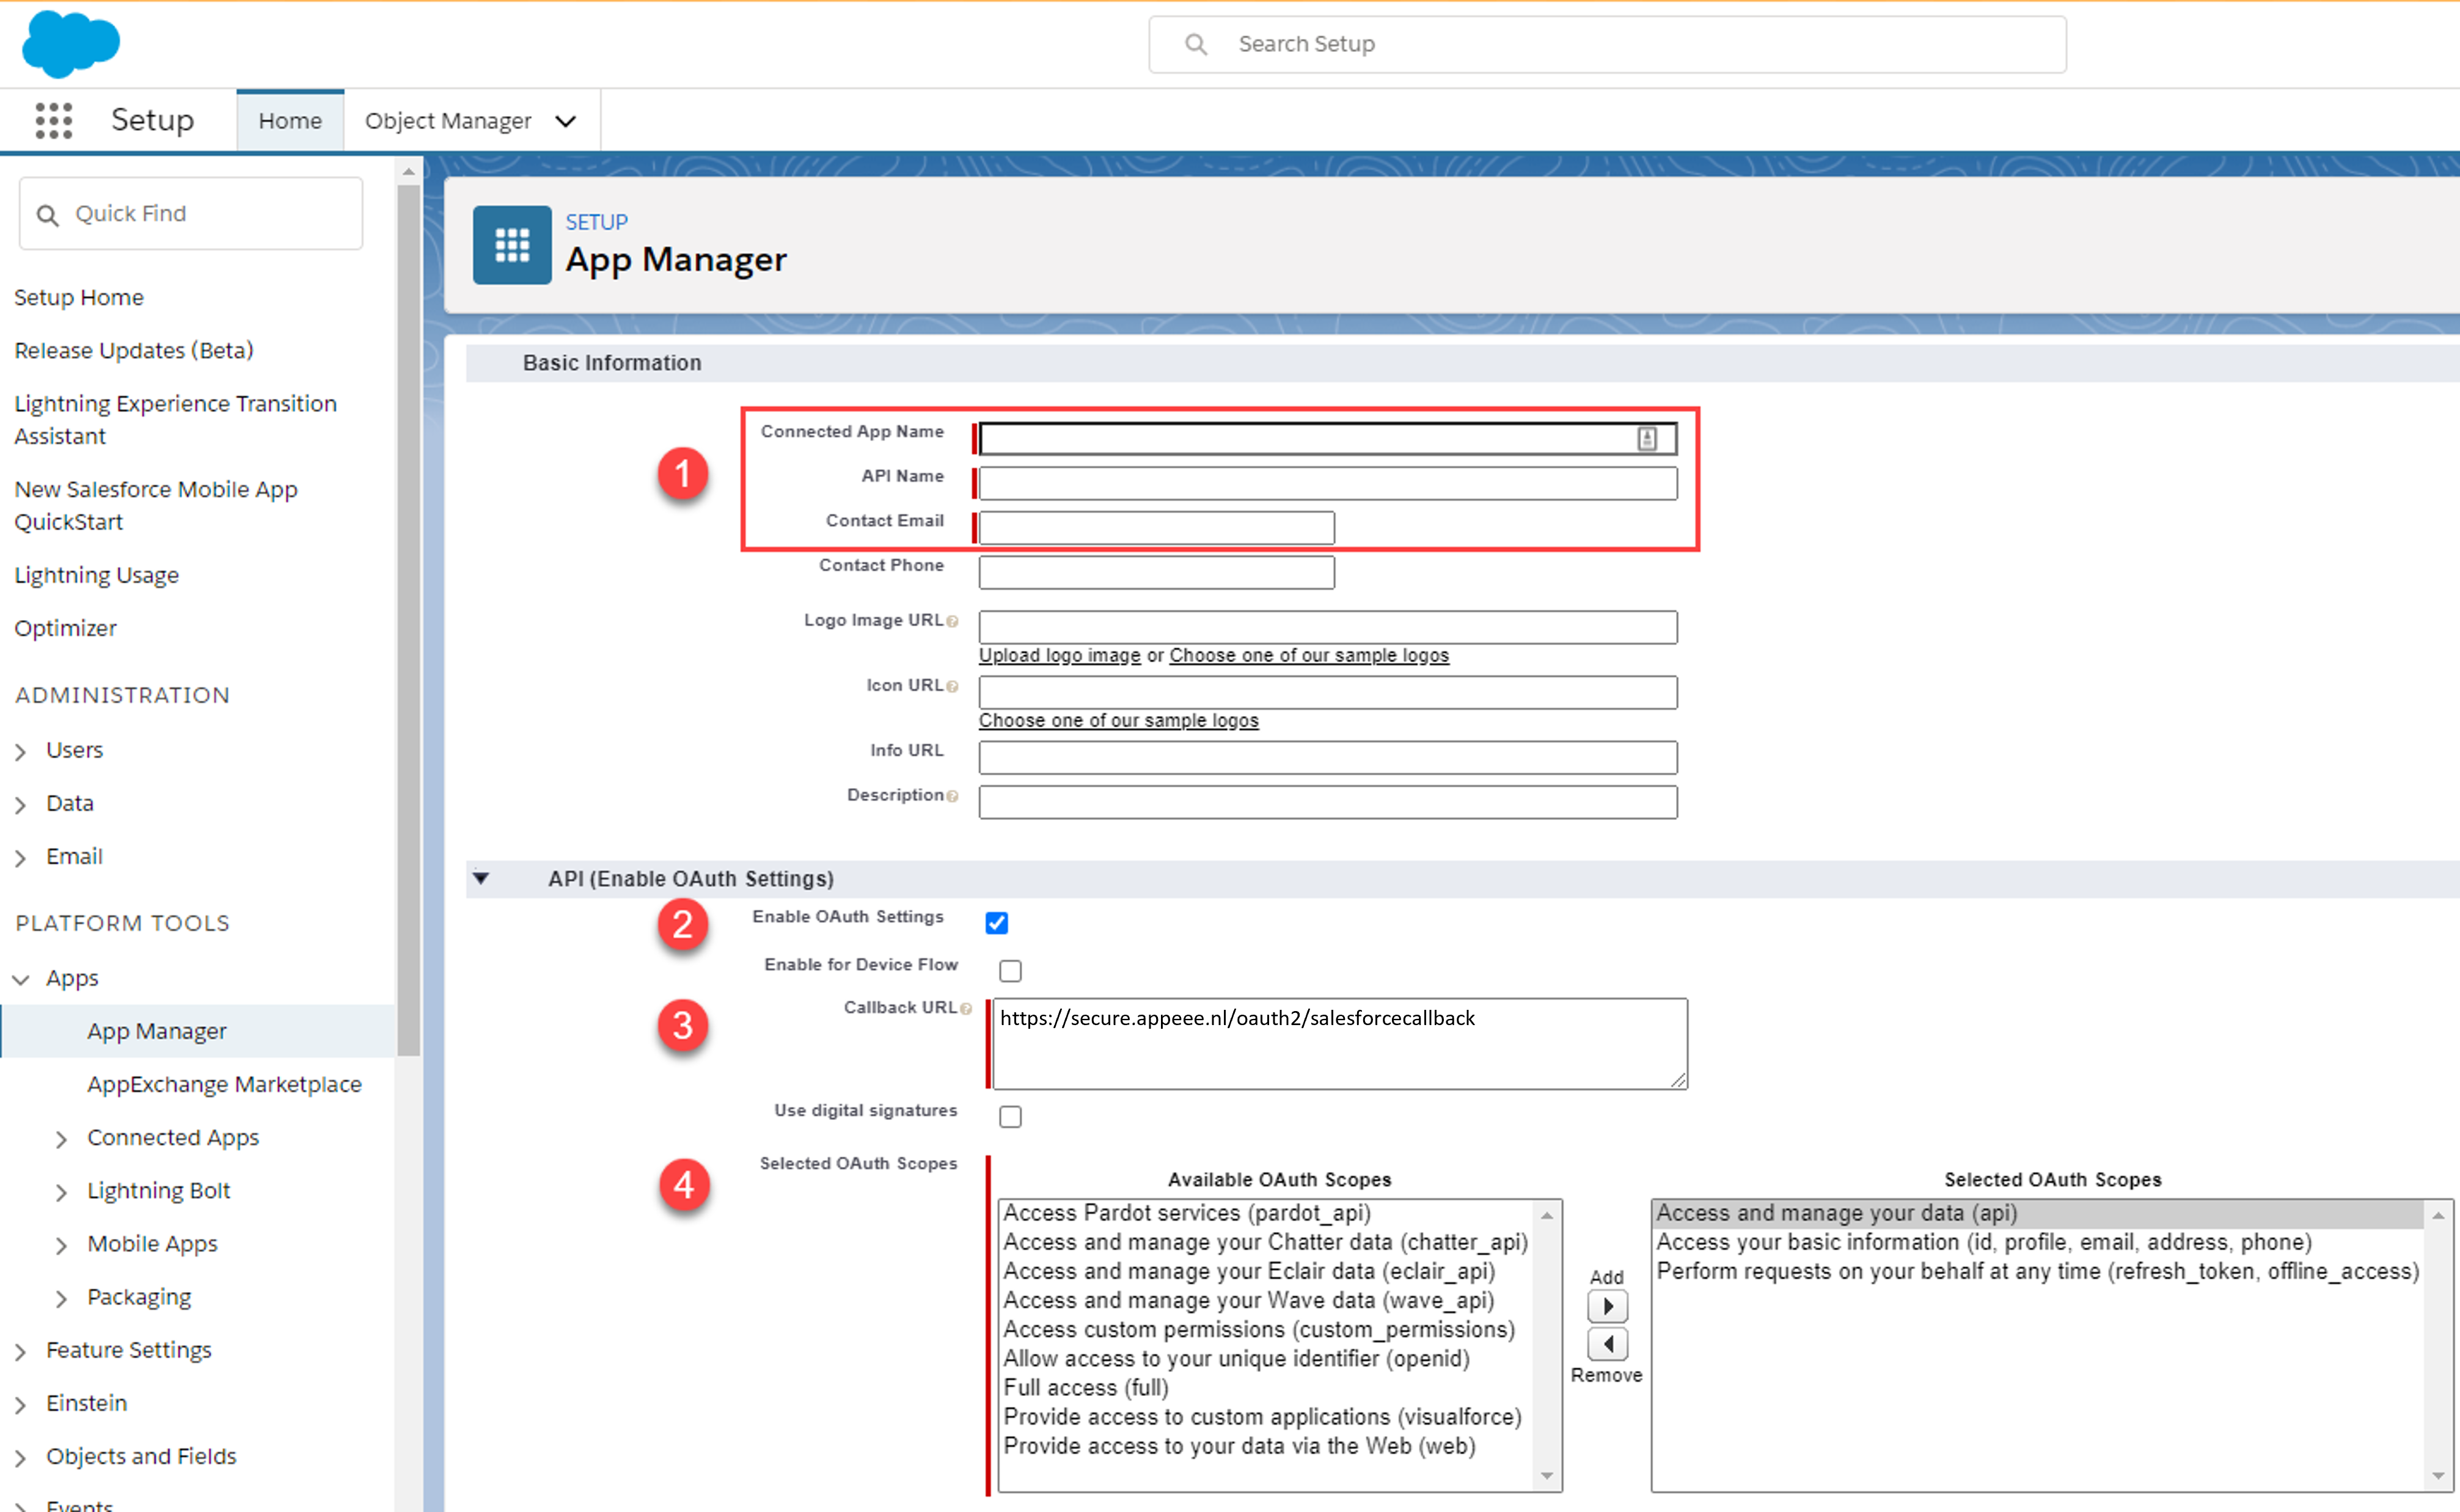 Search Setup
Setup
Home
Object Manager
Quick Find
Setup Home
Release Updates (Beta)
Lightning Experience Transition
Assistant
New Salesforce Mobile App
QuickStart
Lightning Usage
Optimizer
ADMINISTRATION
Users
Data
Email
PLATFORM TOOLS
Apps
App Manager
AppExchange Marketplace
Connected Apps
Lightning Bolt
Mobile Apps
Packaging
Feature Settings
Einstein
Objects and Fields
Events
SETUP
App Manager
Basic Information
1
Connected App Name
API Name
Contact Email
Contact Phone
Logo Image URL
Upload logo image or Choose one of our sample logos
Icon URL
Choose one of our sample logos
Info URL
Description
API (Enable OAuth Settings)
2
Enable OAuth Settings
Enable for Device Flow
3
Callback URL
https://secure.appeee.nl/oauth2/salesforcecallback
Use digital signatures
4
Selected OAuth Scopes
Available OAuth Scopes
Access Pardot services (pardot_api)
Access and manage your Chatter data (chatter_api)
Access and manage your Eclair data (eclair_api)
Access and manage your Wave data (wave_api)
Access custom permissions (custom_permissions)
Allow access to your unique identifier (openid)
Full access (full)
Provide access to custom applications (visualforce)
Provide access to your data via the Web (web)
Add
Remove
Selected OAuth Scopes
Access and manage your data (api)
Access your basic information (id, profile, email, address, phone)
Perform requests on your behalf at any time (refresh_token, offline_access)